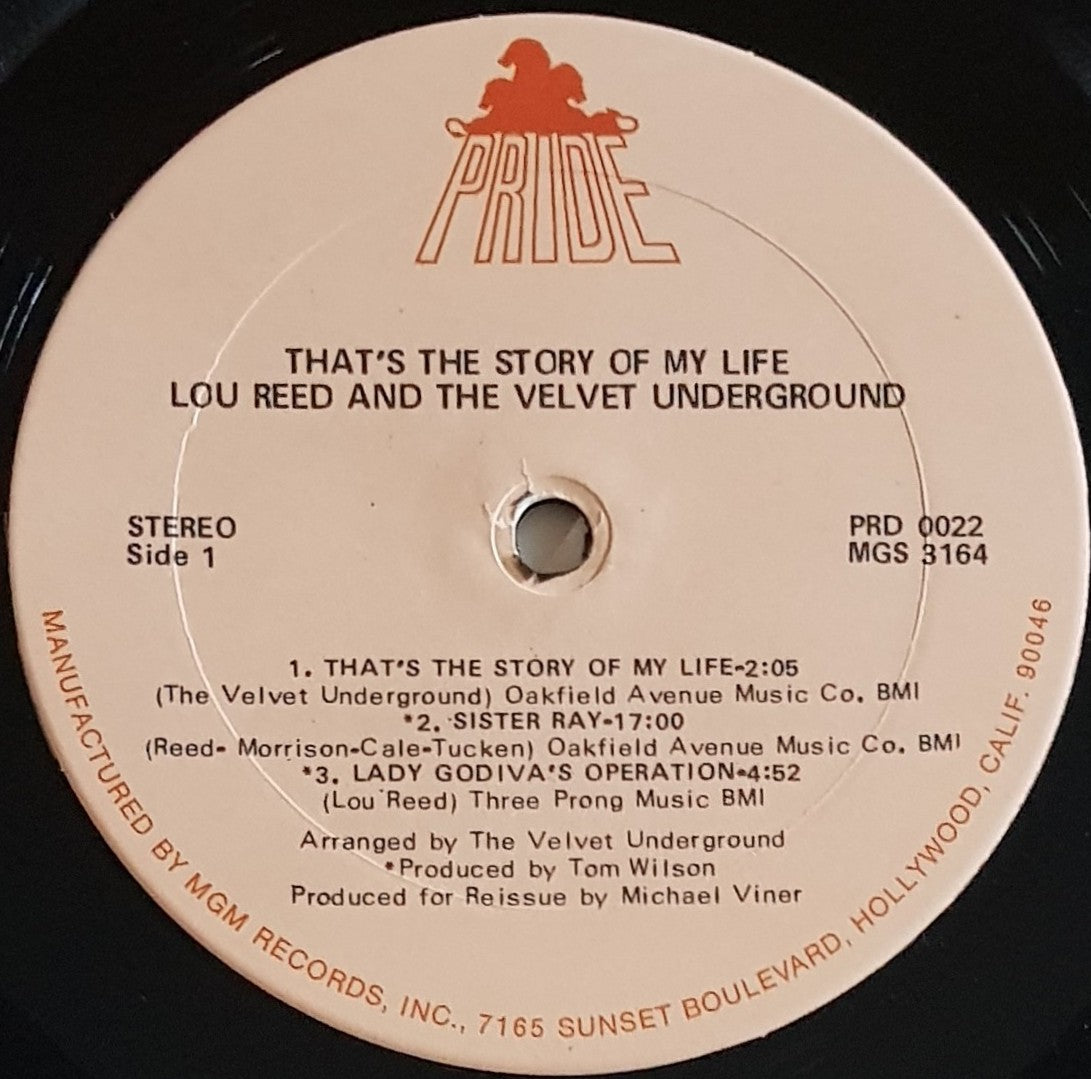 PRIDE
THAT'S THE STORY OF MY LIFE
LOU REED AND THE VELVET UNDERGROUND
STEREO
Side 1
PRD 0022
MGS 3164
1. THAT'S THE STORY OF MY LIFE-2:05
(The Velvet Underground) Oakfield Avenue Music Co. BMI
*2. SISTER RAY-17:00
(Reed- Morrison-Cale-Tucken) Oakfield Avenue Music Co. BMI
*3. LADY GODIVA'S OPERATION-4:52
(Lou Reed) Three Prong Music BMI
Arranged by The Velvet Underground
*Produced by Tom Wilson
Produced for Reissue by Michael Viner
MANUFACTURED BY MGM RECORDS, INC., 7165 SUNSET BOULEVARD, HOLLYWOOD, CALIF. 90046